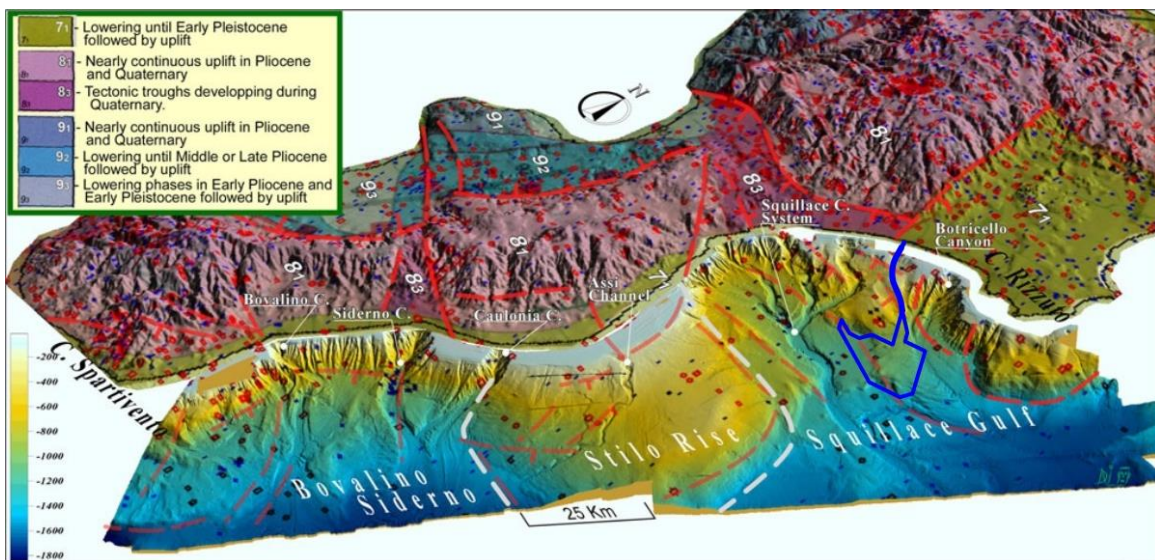 71 - Lowering until Early Pleistocene
followed by uplift
71
81 - Nearly continuous uplift in Pliocene
and Quaternary
83 - Tectonic troughs developping during
Quaternary.
83
91 - Nearly continuous uplift in Pliocene
and Quaternary
92 - Lowering until Middle or Late Pliocene
followed by uplift
92
93 - Lowering phases in Early Pliocene and
Early Pleistocene followed by uplift
93
N
91
92
93
81
83
71
81
83
81
71
Squillace C.
System
Botricello
Canyon
C. Rizzuto
Assi
Channel
Bovalino C.
Siderno C.
Caulonia C.
C. Spartivento
-200
-400
-600
-800
-1000
-1200
-1400
-1600
-1800
Bovalino
Siderno
Stilo Rise
Squillace Gulf
25 Km